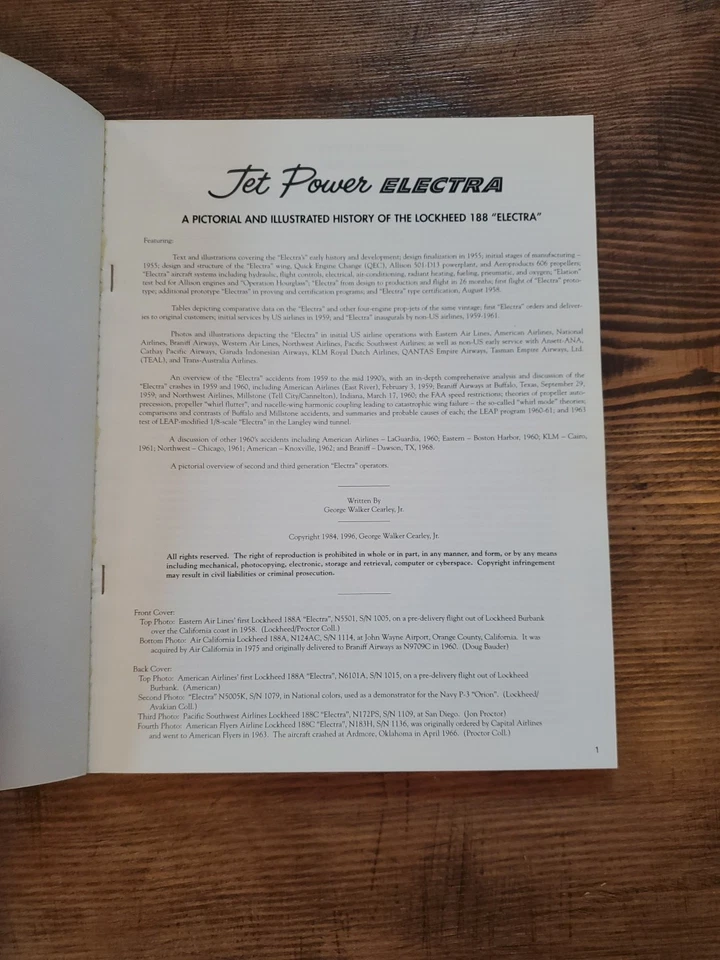 Jet Power ELECTRA
A PICTORIAL AND ILLUSTRATED HISTORY OF THE LOCKHEED 188 "ELECTRA"
Featuring:
Text and illustrations covering the "Electra's" early history and development; design finalization in 1955; initial stages of manufacturing –
1955; design and structure of the "Electra" wing, Quick Engine Change (QEC), Allison 501-D13 powerplant, and Aeroproducts 606 propellers;
"Electra" aircraft systems including hydraulic, flight controls, electrical, air-conditioning, radiant heating, fueling, pneumatic, and oxygen; "Elation"
test bed for Allison engines and "Operation Hourglass"; "Electra" from design to production and flight in 26 months; first flight of "Electra" proto-
type; additional prototype "Electras" in proving and certification programs; and "Electra" type certification, August 1958.
Tables depicting comparative data on the "Electra" and other four-engine prop-jets of the same vintage; first "Electra" orders and deliver-
ies to original customers; initial services by US airlines in 1959; and "Electra" inaugurals by non-US airlines, 1959-1961.
Photos and illustrations depicting the "Electra" in initial US airline operations with Eastern Air Lines, American Airlines, National
Airlines, Braniff Airways, Western Air Lines, Northwest Airlines, Pacific Southwest Airlines; as well as non-US early service with Ansett-ANA,
Cathay Pacific Airways, Garuda Indonesian Airways, KLM Royal Dutch Airlines, QANTAS Empire Airways, Tasman Empire Airways, Ltd.
(TEAL), and Trans-Australia Airlines.
An overview of the "Electra" accidents from 1959 to the mid 1990's, with an in-depth comprehensive analysis and discussion of the
"Electra" crashes in 1959 and 1960, including American Airlines (East River), February 3, 1959; Braniff Airways at Buffalo, Texas, September 29,
1959; and Northwest Airlines, Millstone (Tell City/Cannelton), Indiana, March 17, 1960; the FAA speed restrictions; theories of propeller auto-
precession, propeller "whirl flutter", and nacelle-wing harmonic coupling leading to catastrophic wing failure – the so-called "whirl mode" theories;
comparisons and contrasts of Buffalo and Millstone accidents, and summaries and probable causes of each; the LEAP program 1960-61; and 1963
test of LEAP-modified 1/8-scale "Electra" in the Langley wind tunnel.
A discussion of other 1960's accidents including American Airlines – LaGuardia, 1960; Eastern – Boston Harbor, 1960; KLM – Cairo,
1961; Northwest – Chicago, 1961; American – Knoxville, 1962; and Braniff – Dawson, TX, 1968.
A pictorial overview of second and third generation "Electra" operators.
Written By
George Walker Cearley, Jr.
Copyright 1984, 1996, George Walker Cearley, Jr.
All rights reserved. The right of reproduction is prohibited in whole or in part, in any manner, and form, or by any means
including mechanical, photocopying, electronic, storage and retrieval, computer or cyberspace. Copyright infringement
may result in civil liabilities or criminal prosecution.
Front Cover:
Top Photo: Eastern Air Lines' first Lockheed 188A "Electra", N5501, S/N 1005, on a pre-delivery flight out of Lockheed Burbank
over the California coast in 1958. (Lockheed/Proctor Coll.)
Bottom Photo: Air California Lockheed 188A, N124AC, S/N 1114, at John Wayne Airport, Orange County, California. It was
acquired by Air California in 1975 and originally delivered to Braniff Airways as N9709C in 1960. (Doug Bauder)
Back Cover:
Top Photo: American Airlines' first Lockheed 188A "Electra", N6101A, S/N 1015, on a pre-delivery flight out of Lockheed
Burbank. (American)
Second Photo: "Electra" N5005K, S/N 1079, in National colors, used as a demonstrator for the Navy P-3 "Orion". (Lockheed/
Avakian Coll.)
Third Photo: Pacific Southwest Airlines Lockheed 188C "Electra", N172PS, S/N 1109, at San Diego. (Jon Proctor)
Fourth Photo: American Flyers Airline Lockheed 188C "Electra", N183H, S/N 1136, was originally ordered by Capital Airlines
and went to American Flyers in 1963. The aircraft crashed at Ardmore, Oklahoma in April 1966. (Proctor Coll.)
1